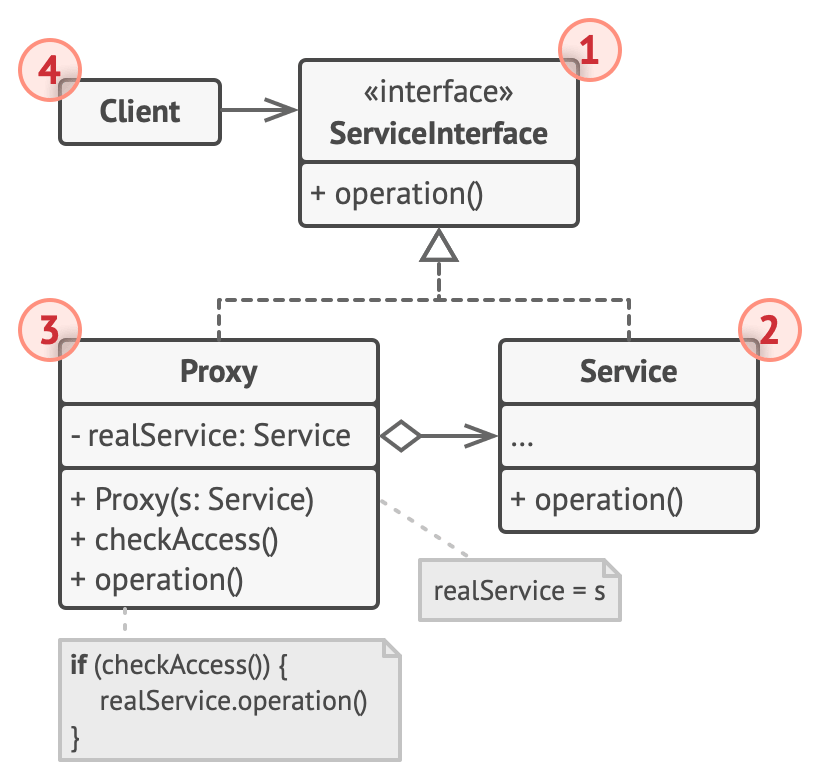 4
Client
1
«interface»
ServiceInterface
+ operation()
3
Proxy
- realService: Service
+ Proxy(s: Service)
+ checkAccess()
+ operation()
2
Service
...
+ operation()
realService = s
if (checkAccess()) {
realService.operation()
}